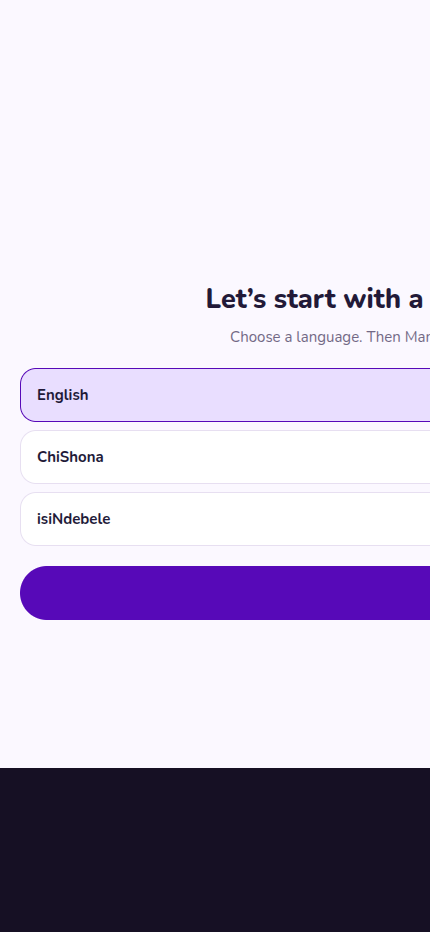 Let’s start with a
Choose a language. Then
English
ChiShona
isiNdebele